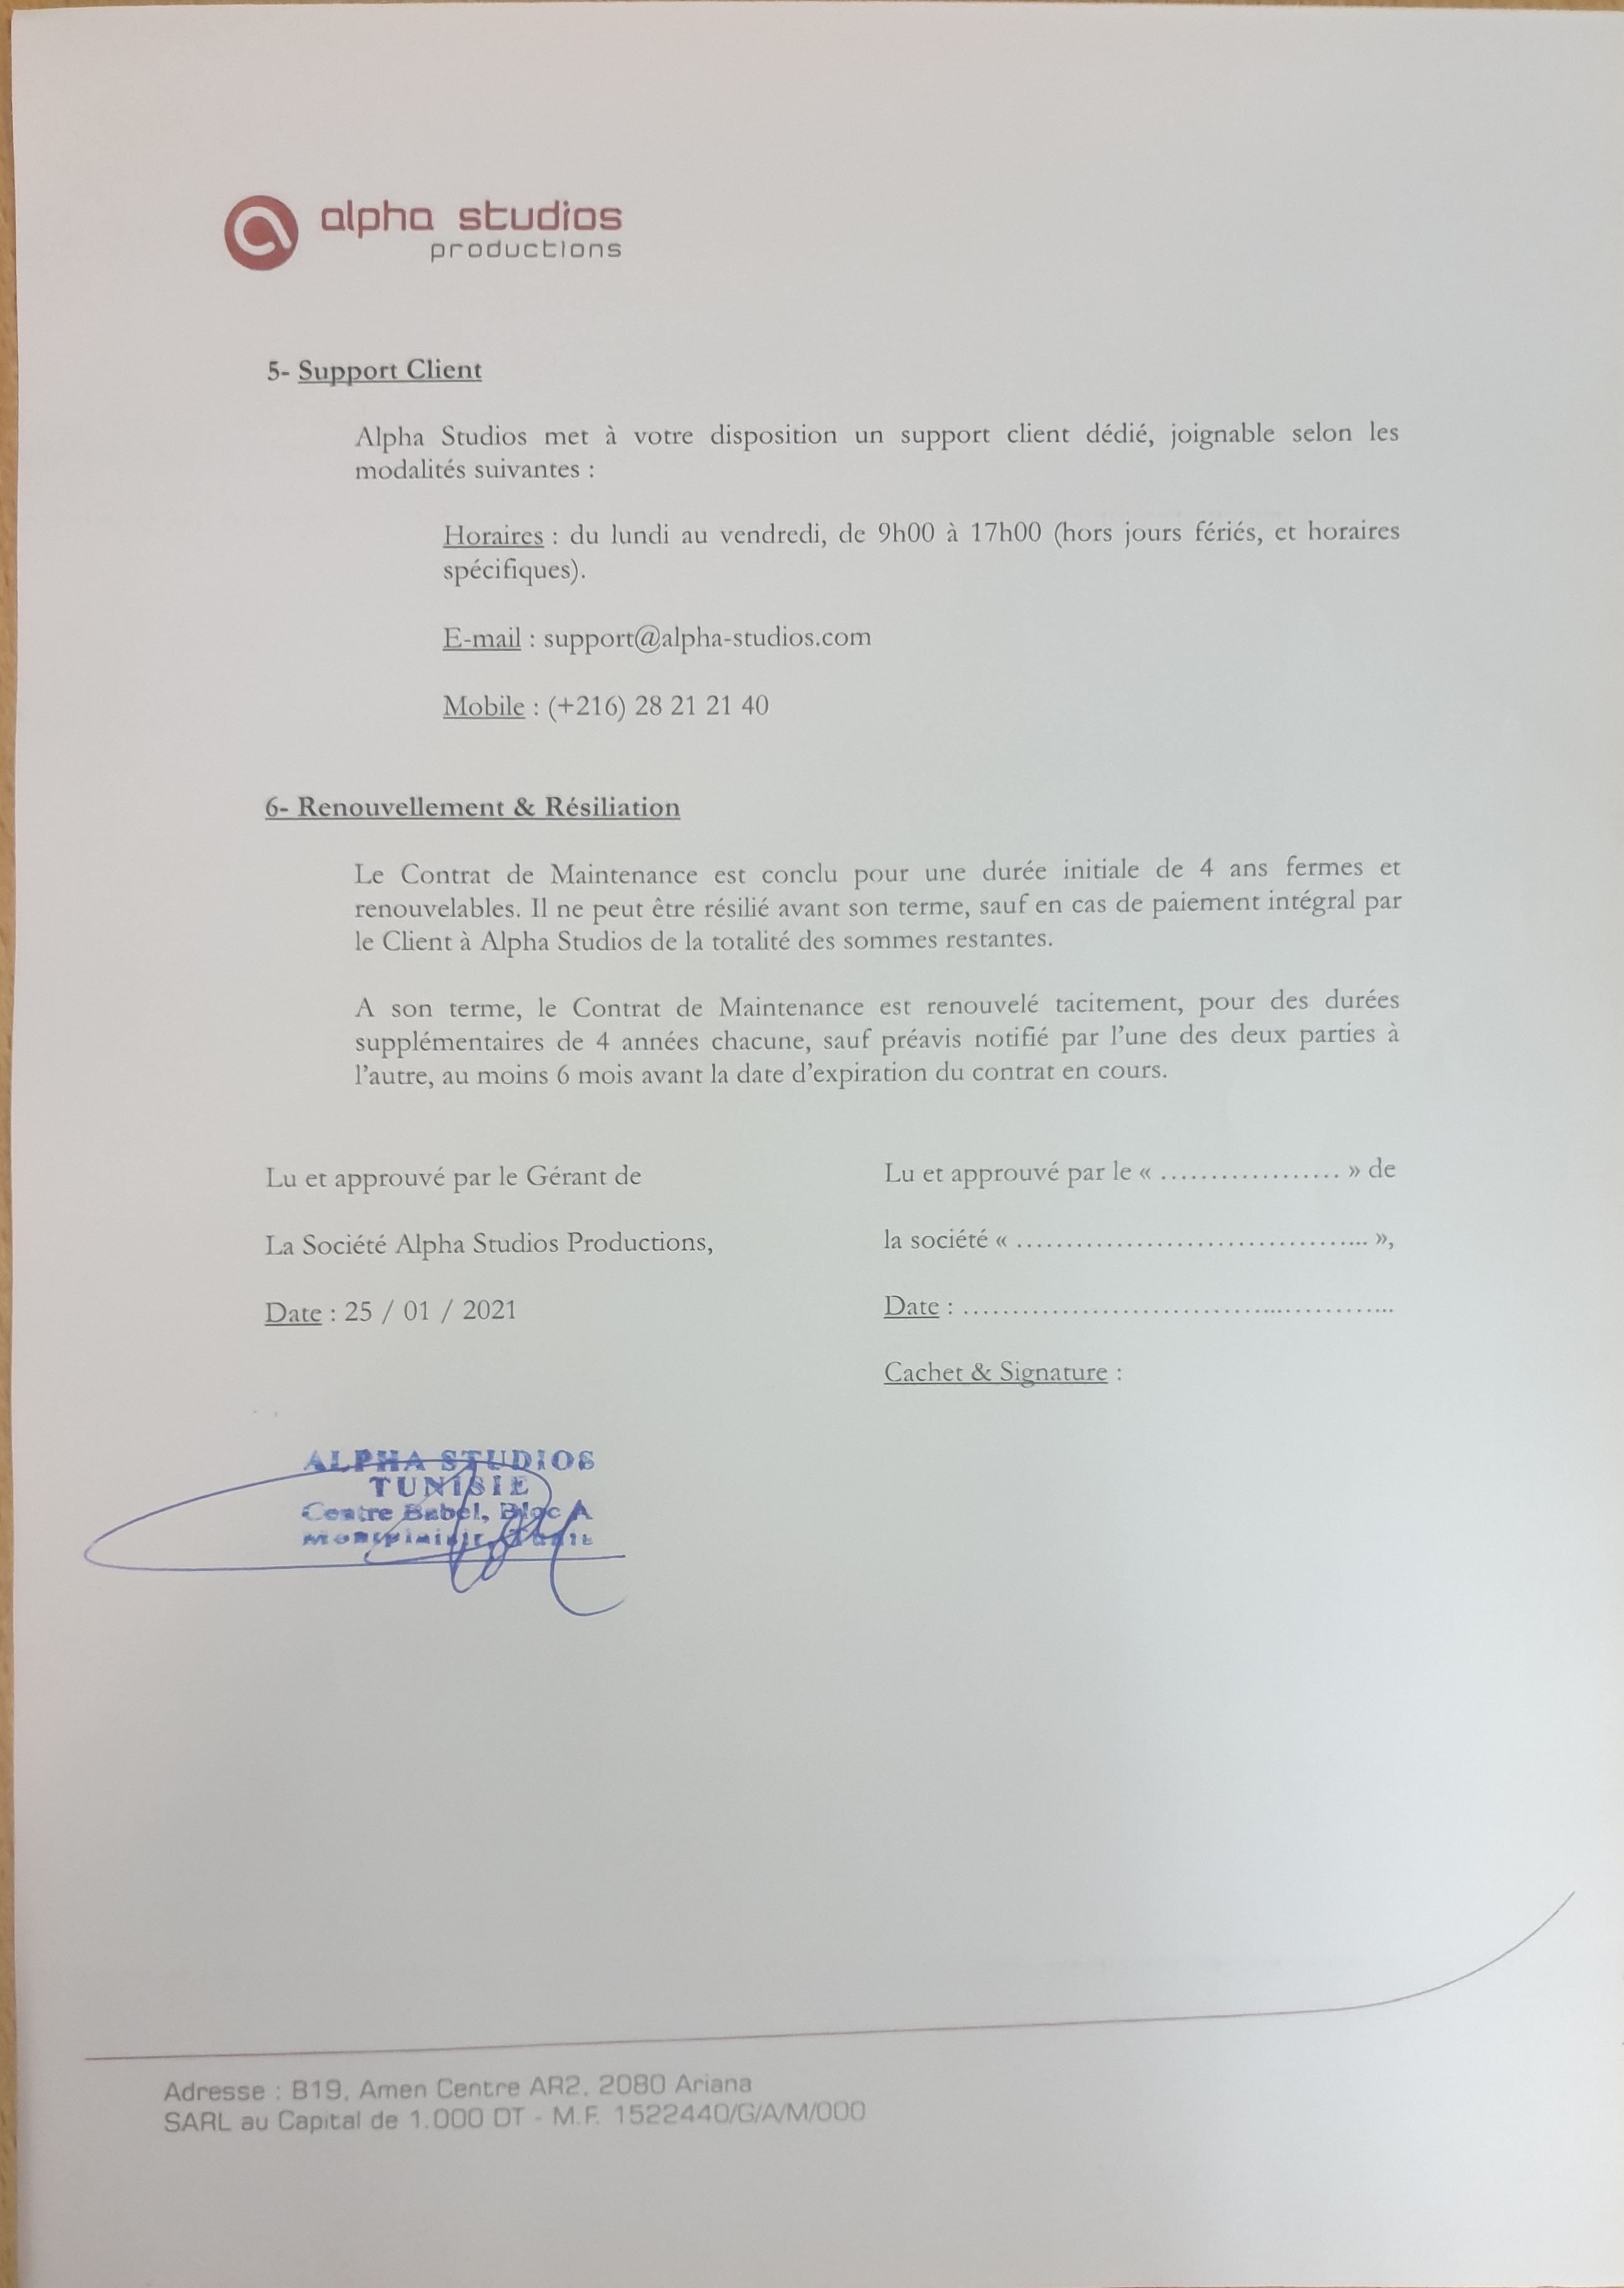 alpha studios
productions
5- Support Client
Alpha Studios met à votre disposition un support client dédié, joignable selon les
modalités suivantes :
Horaires : du lundi au vendredi, de 9h00 à 17h00 (hors jours fériés, et horaires
spécifiques).
E-mail : support@alpha-studios.com
Mobile : (+216) 28 21 21 40
6- Renouvellement & Résiliation
Le Contrat de Maintenance est conclu pour une durée initiale de 4 ans fermes et
renouvelables. Il ne peut être résilié avant son terme, sauf en cas de paiement intégral par
le Client à Alpha Studios de la totalité des sommes restantes.
A son terme, le Contrat de Maintenance est renouvelé tacitement, pour des durées
supplémentaires de 4 années chacune, sauf préavis notifié par l'une des deux parties à
l'autre, au moins 6 mois avant la date d'expiration du contrat en cours.
Lu et approuvé par le Gérant de
La Société Alpha Studios Productions,
Date : 25 / 01 / 2021
Lu et approuvé par le « .................. » de
la société « .................................... »,
Date : ............................................
Cachet & Signature :
ALPHA STUDIOS
TUNISIE
Centre Babel, Bloc A
Montplaisir, Tunis
Adresse : B19, Amen Centre AR2, 2080 Ariana
SARL au Capital de 1.000 DT - M.F. 1522440/G/A/M/000